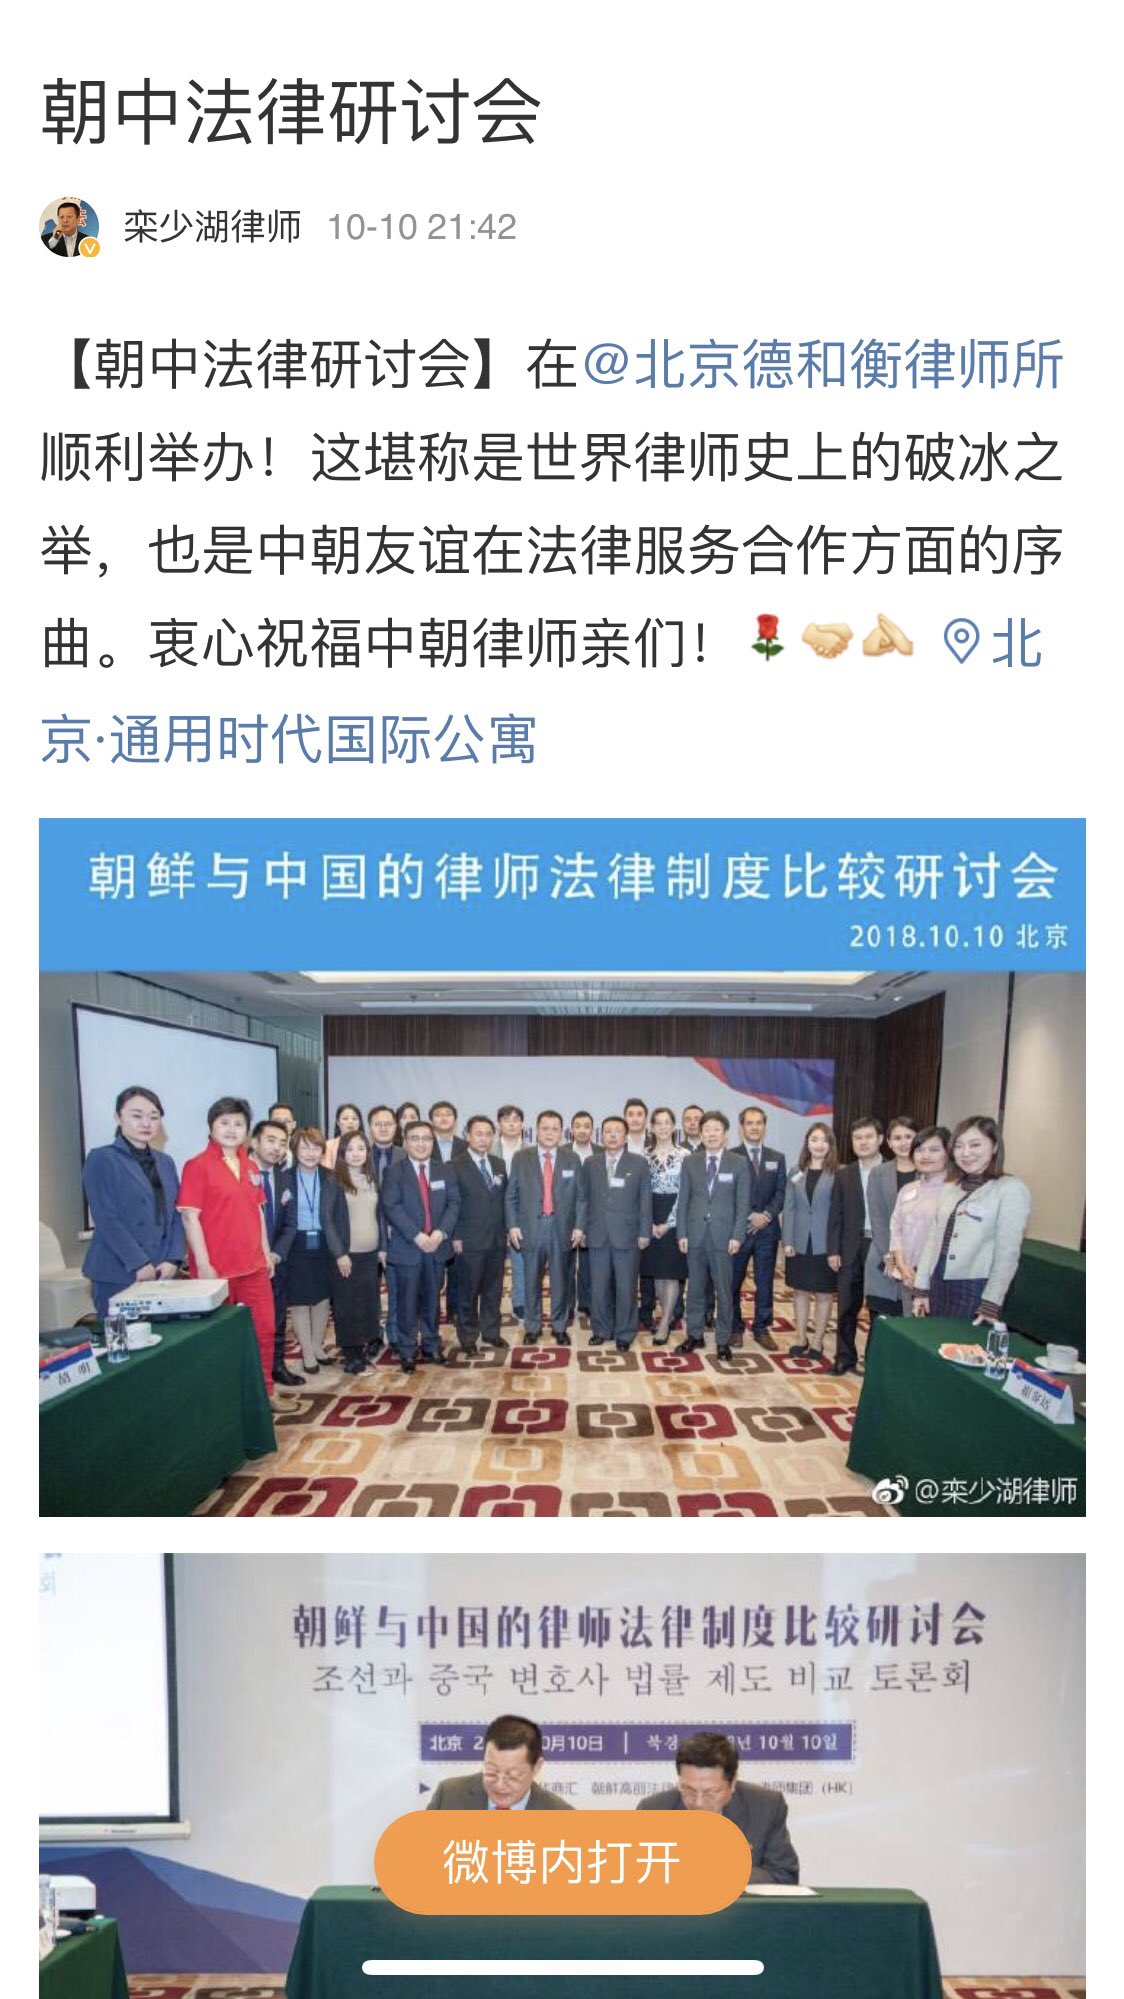 朝中法律研讨会
栾少湖律师 10-10 21:42
【朝中法律研讨会】在@北京德和衡律师所
顺利举办！这堪称是世界律师史上的破冰之
举，也是中朝友谊在法律服务合作方面的序
曲。衷心祝福中朝律师亲们！🌹🤝🙏 北
京·通用时代国际公寓
朝鲜与中国的律师法律制度比较研讨会
2018.10.10 北京
@栾少湖律师
朝鲜与中国的律师法律制度比较研讨会
조선과 중국 변호사 법률 제도 비교 토론회
北京 2 0月10日 | 북경 년 10월 10일
(HK)
微博内打开